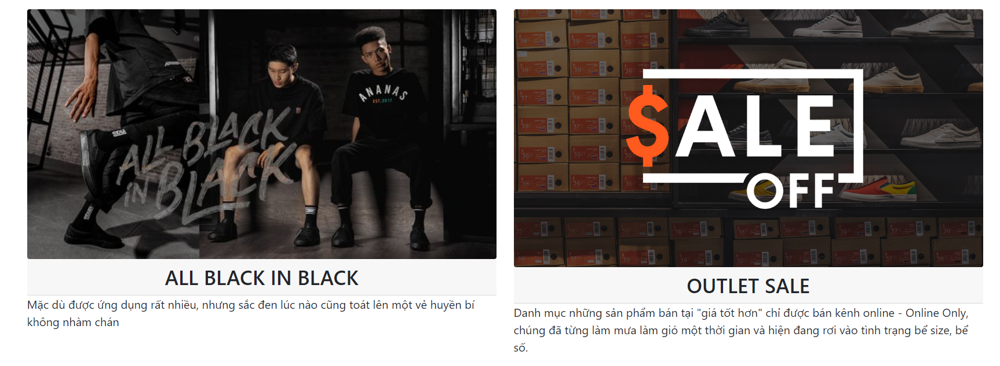 ANANAS
EST.2012
ALL BLACK
IN BLACK
ALL BLACK IN BLACK
Mặc dù được ứng dụng rất nhiều, nhưng sắc đen lúc nào cũng toát lên một vẻ huyền bí
không nhàm chán
$ALE
OFF
OUTLET SALE
Danh mục những sản phẩm bán tại "giá tốt hơn" chỉ được bán kênh online - Online Only,
chúng đã từng làm mưa làm gió một thời gian và hiện đang rơi vào tình trạng bể size, bể
số.